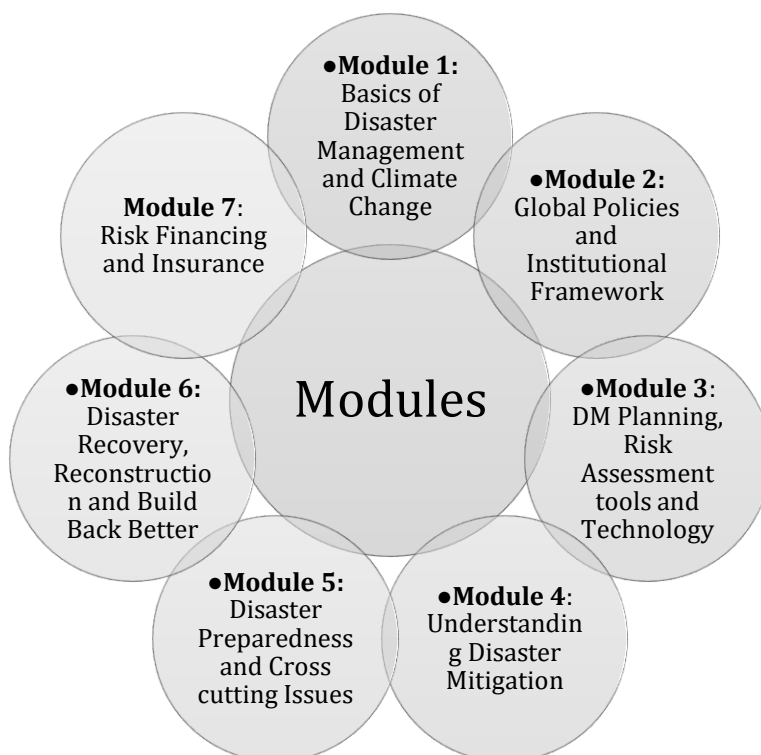 ●Module 1:
Basics of
Disaster
Management
and Climate
Change
●Module 2:
Global Policies
and
Institutional
Framework
●Module 3:
DM Planning,
Risk
Assessment
tools and
Technology
●Module 4:
Understandin
g Disaster
Mitigation
●Module 5:
Disaster
Preparedness
and Cross
cutting Issues
●Module 6:
Disaster
Recovery,
Reconstructio
n and Build
Back Better
Module 7:
Risk Financing
and Insurance
Modules